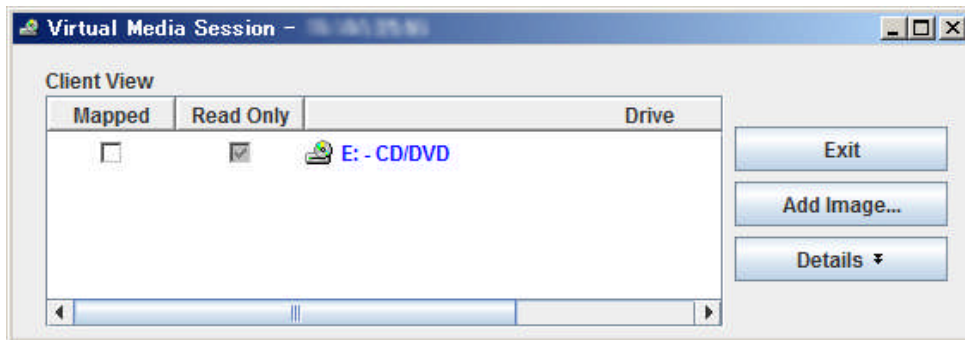 Virtual Media Session -
Client View
Mapped Read Only Drive
E: - CD/DVD
Exit
Add Image...
Details